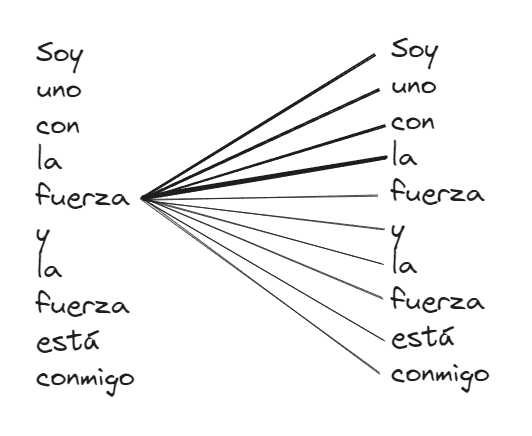 Soy
uno
con
la
fuerza
y
la
fuerza
está
conmigo
Soy
uno
con
la
fuerza
y
la
fuerza
está
conmigo